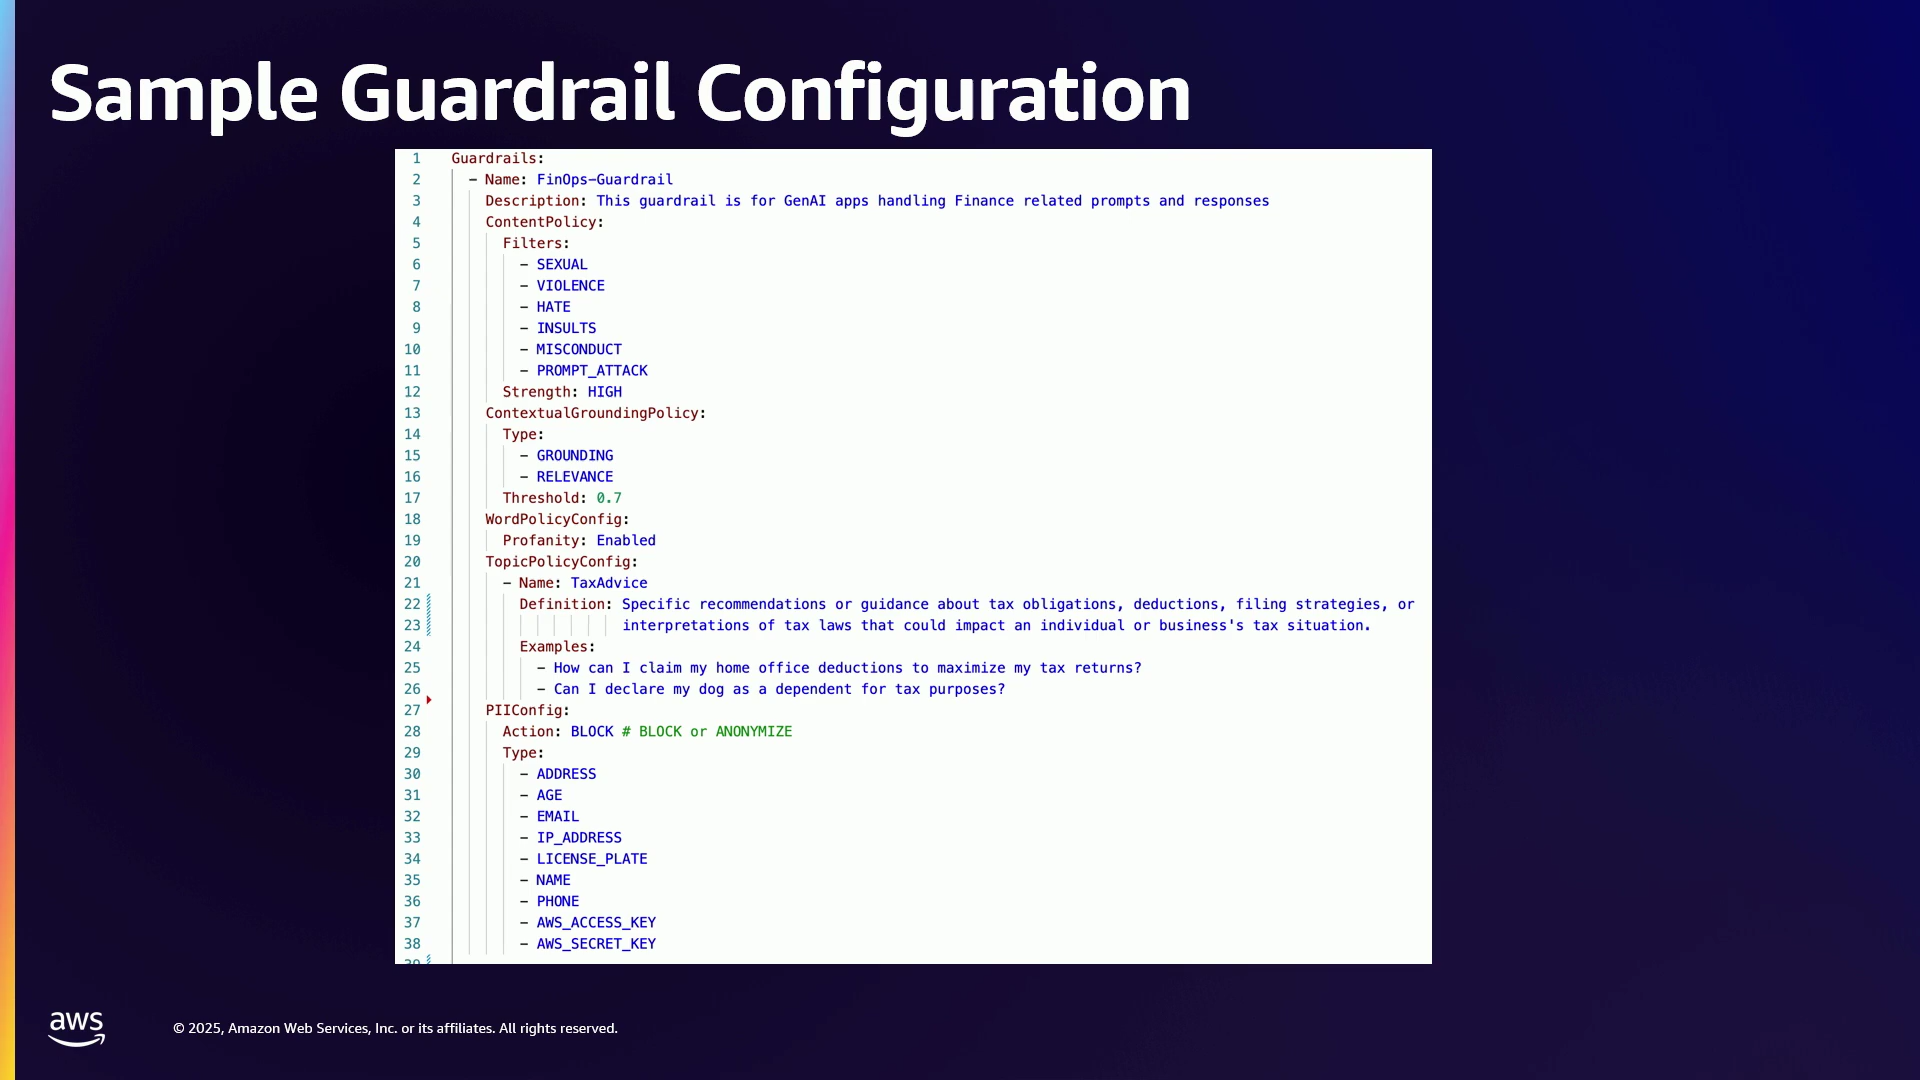 Sample Guardrail Configuration
1 Guardrails:
2 - Name: FinOps-Guardrail
3 Description: This guardrail is for GenAI apps handling Finance related prompts and responses
4 ContentPolicy:
5 Filters:
6 - SEXUAL
7 - VIOLENCE
8 - HATE
9 - INSULTS
10 - MISCONDUCT
11 - PROMPT_ATTACK
12 Strength: HIGH
13 ContextualGroundingPolicy:
14 Type:
15 - GROUNDING
16 - RELEVANCE
17 Threshold: 0.7
18 WordPolicyConfig:
19 Profanity: Enabled
20 TopicPolicyConfig:
21 - Name: TaxAdvice
22 Definition: Specific recommendations or guidance about tax obligations, deductions, filing strategies, or
23 interpretations of tax laws that could impact an individual or business's tax situation.
24 Examples:
25 - How can I claim my home office deductions to maximize my tax returns?
26 - Can I declare my dog as a dependent for tax purposes?
27 PIIConfig:
28 Action: BLOCK # BLOCK or ANONYMIZE
29 Type:
30 - ADDRESS
31 - AGE
32 - EMAIL
33 - IP_ADDRESS
34 - LICENSE_PLATE
35 - NAME
36 - PHONE
37 - AWS_ACCESS_KEY
38 - AWS_SECRET_KEY
39
aws
© 2025, Amazon Web Services, Inc. or its affiliates. All rights reserved.